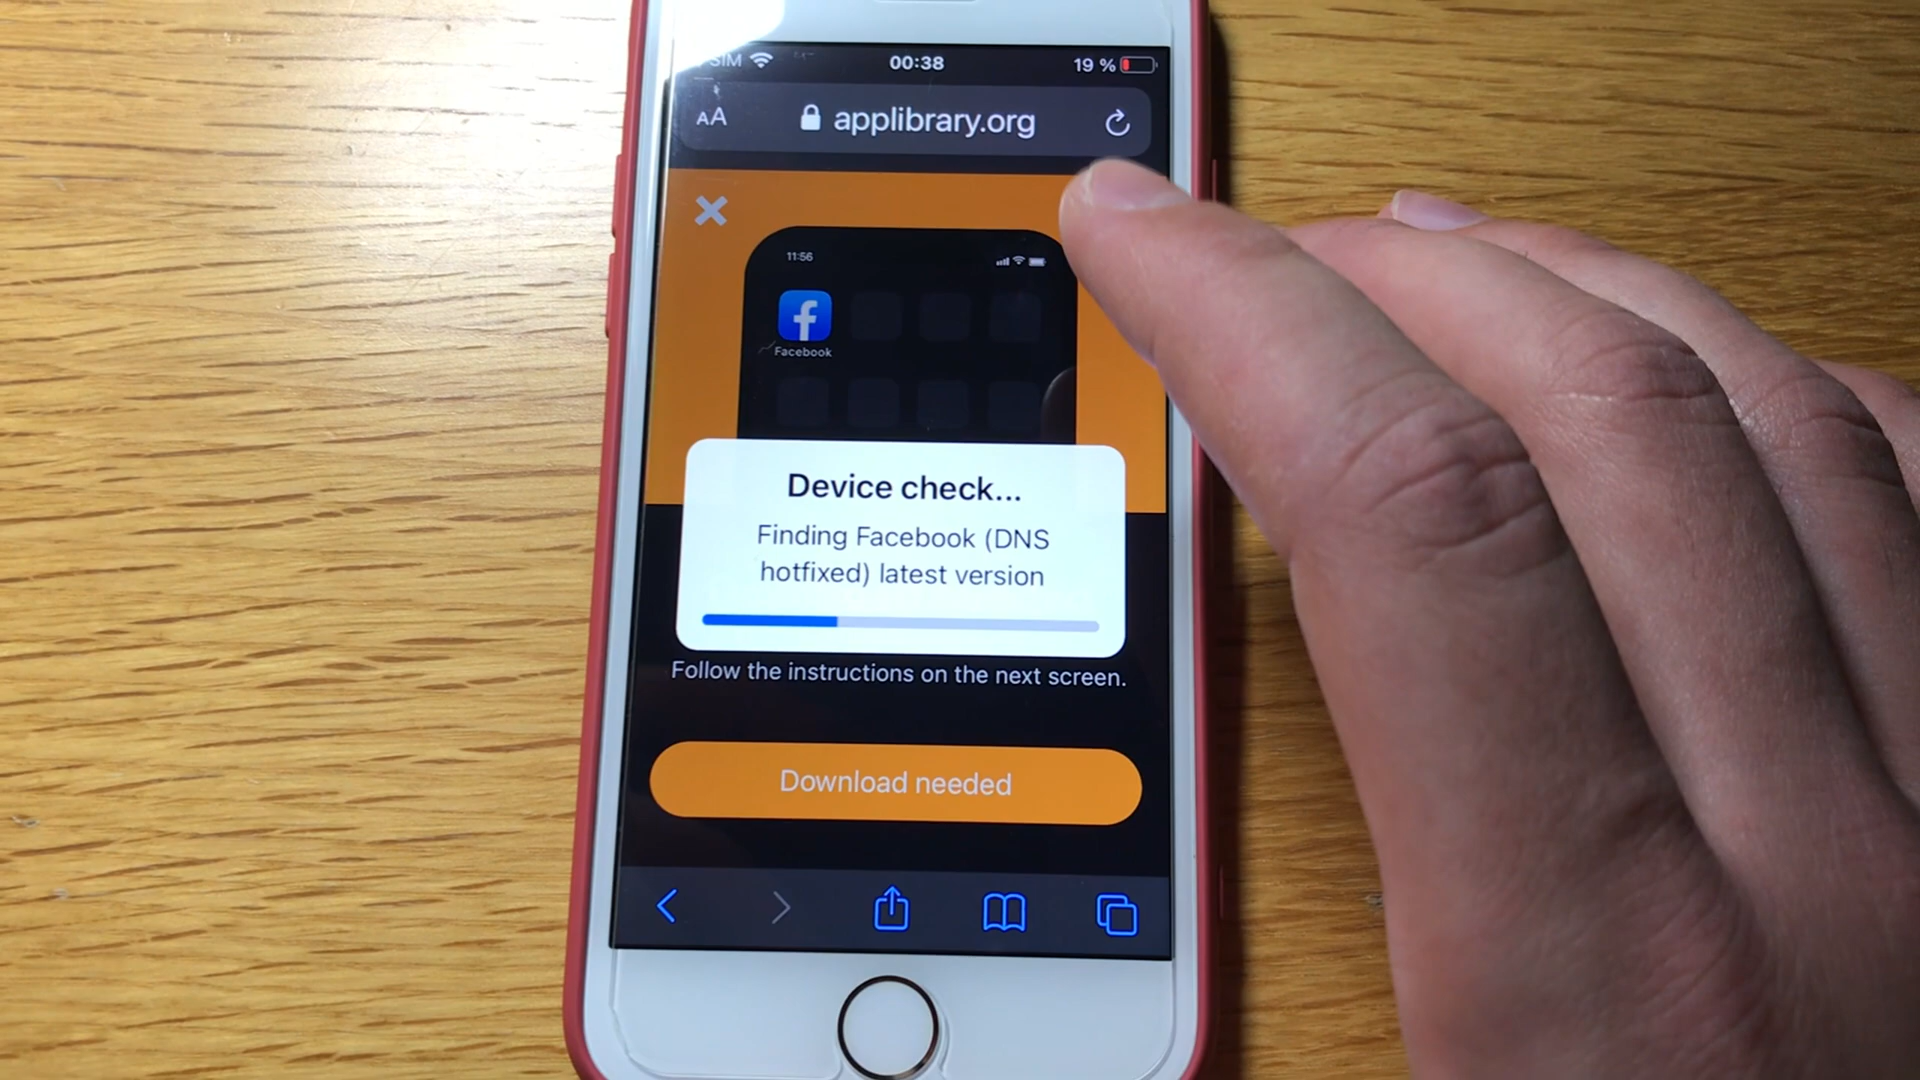 SIM 00:38 19 %
AA applibrary.org
11:56
Facebook
Device check...
Finding Facebook (DNS
hotfixed) latest version
Follow the instructions on the next screen.
Download needed